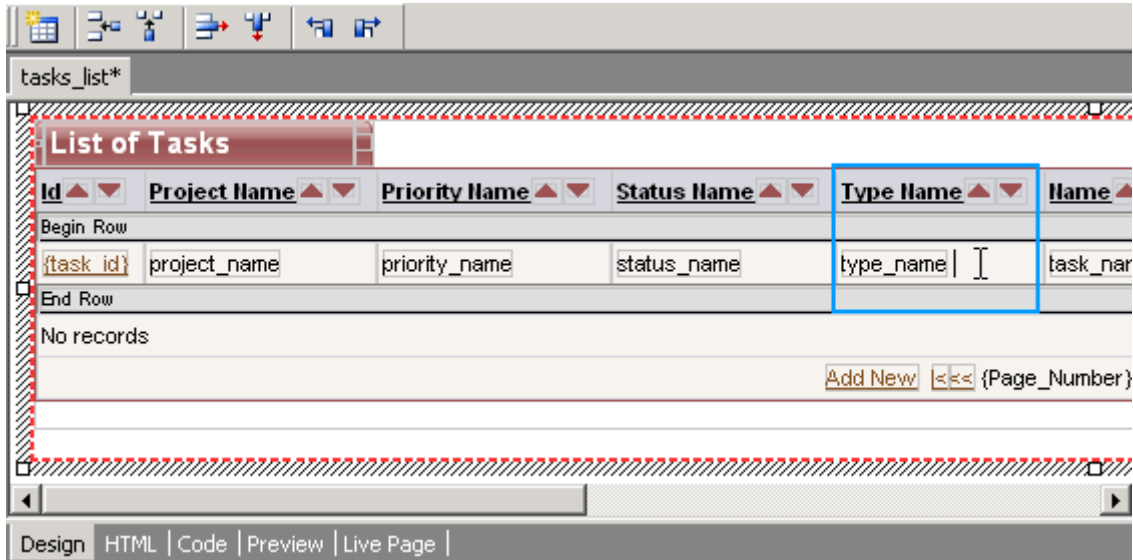 tasks_list*
List of Tasks
Id Project Name Priority Name Status Name Type Name Name
Begin Row
{task_id} project_name priority_name status_name type_name task_nar
End Row
No records
Add New |< << {Page_Number}
Design HTML Code Preview Live Page